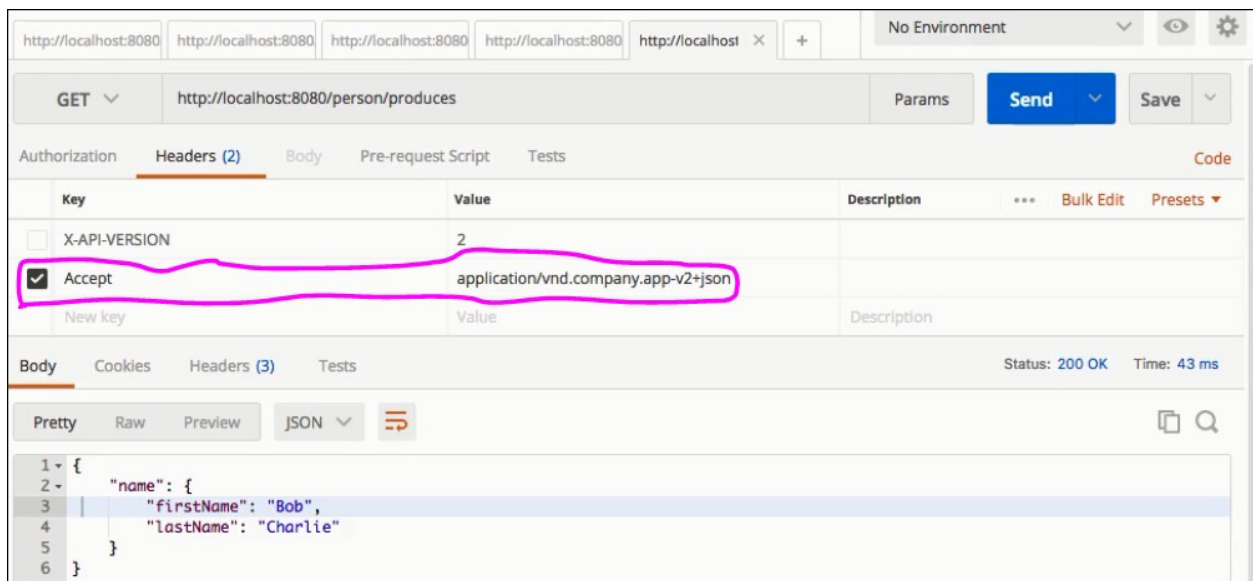 http://localhost:8080 http://localhost:8080 http://localhost:8080 http://localhost:8080 http://localhost × + No Environment
GET http://localhost:8080/person/produces Params Send Save
Authorization Headers (2) Body Pre-request Script Tests Code
Key Value Description ••• Bulk Edit Presets
X-API-VERSION 2
Accept application/vnd.company.app-v2+json
New key Value Description
Body Cookies Headers (3) Tests Status: 200 OK Time: 43 ms
Pretty Raw Preview JSON
1 {
2 "name": {
3 "firstName": "Bob",
4 "lastName": "Charlie"
5 }
6 }